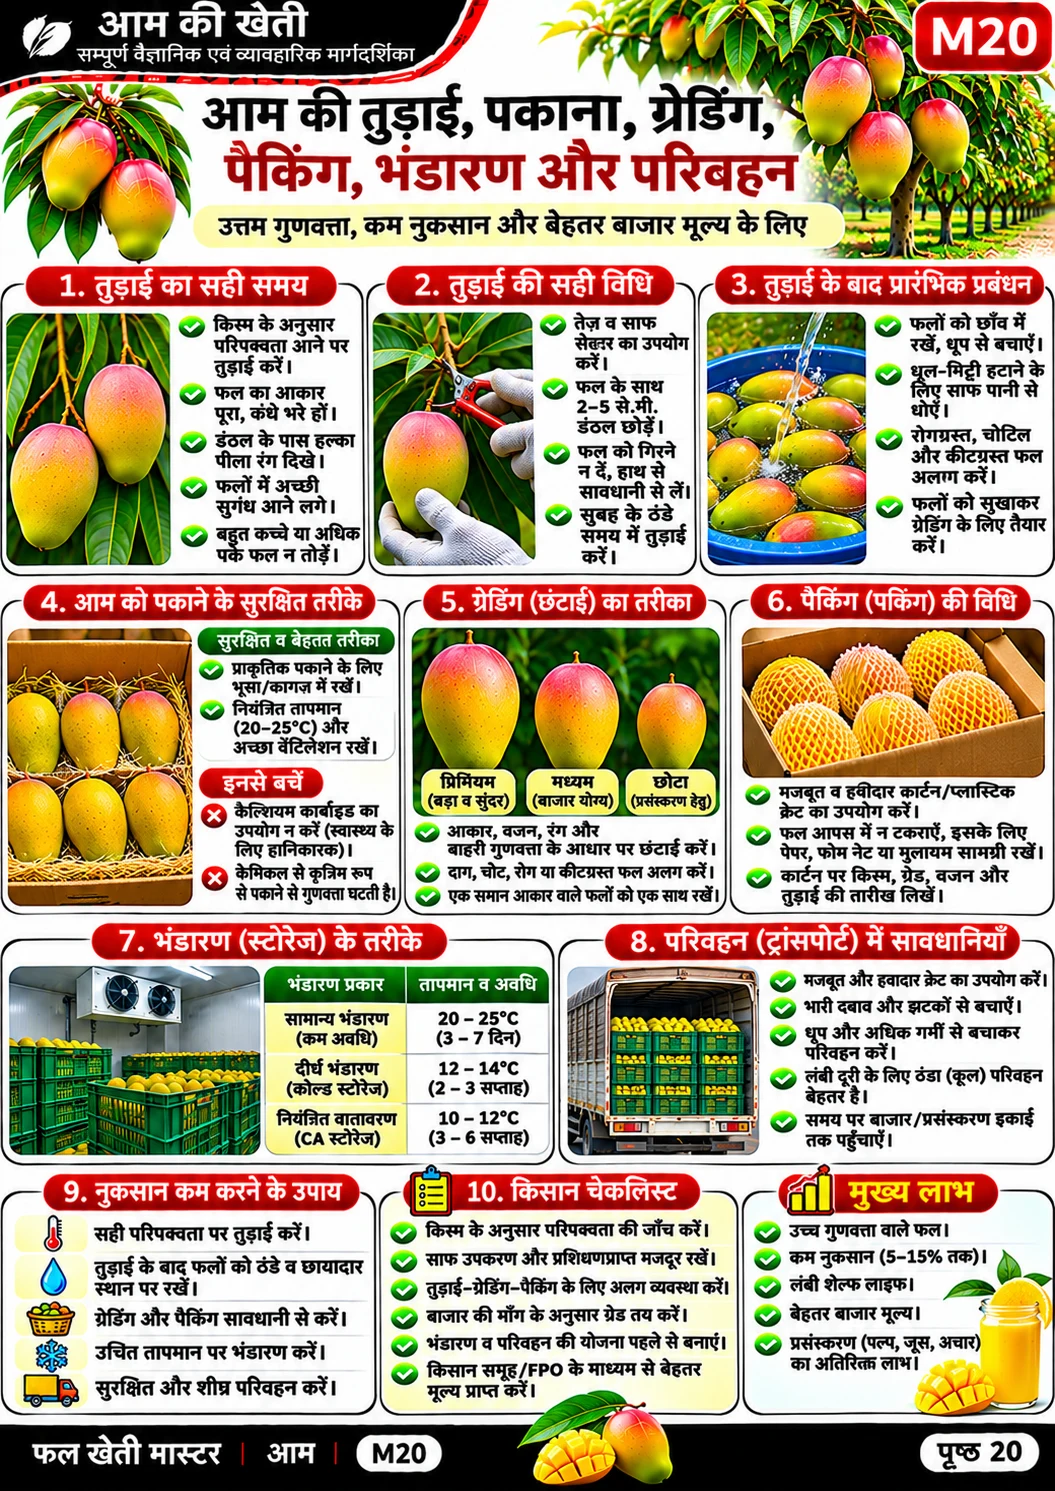 आम की खेती
सम्पूर्ण वैज्ञानिक एवं व्यावहारिक मार्गदर्शिका
M20
आम की तुड़ाई, पकाना, ग्रेडिंग,
पैकिंग, भंडारण और परिबहन
उत्तम गुणवत्ता, कम नुकसान और बेहतर बाजार मूल्य के लिए
1. तुड़ाई का सही समय
किस्म के अनुसार
परिपक्वता आने पर
तुड़ाई करें।
फल का आकार
पूरा, कंधे भरे हों।
डंठल के पास हल्का
पीला रंग दिखे।
फलों में अच्छी
सुगंध आने लगे।
बहुत कच्चे या अधिक
पके फल न तोड़ें।
2. तुड़ाई की सही विधि
तेज़ व साफ
का उपयोग
करें।
फल के साथ
2–5 से.मी.
डंठल छोड़ें।
फल को गिरने
न दें, हाथ से
सावधानी से लें।
सुबह के ठंडे
समय में तुड़ाई
करें।
3. तुड़ाई के बाद प्रारंभिक प्रबंधन
फलों को छाँव में
रखें, धूप से बचाएँ।
धूल-मिट्टी हटाने के
लिए साफ पानी से
धोएँ।
रोगग्रस्त, चोटिल
और कीटग्रस्त फल
अलग करें।
फलों को सुखाकर
ग्रेडिंग के लिए तैयार
करें।
4. आम को पकाने के सुरक्षित तरीके
सुरक्षित व बेहतत तरीका
प्राकृतिक पकाने के लिए
भूसा/कागज़ में रखें।
नियंत्रित तापमान
(20–25°C) और
अच्छा वेंटिलेशन रखें।
इनसे बचें
कैल्शियम कार्बाइड का
उपयोग न करें (स्वास्थ्य के
लिए हानिकारक)।
केमिकल से कृत्रिम रूप
से पकाने से गुणवत्ता घटती है।
5. ग्रेडिंग (छंटाई) का तरीका
प्रिमियम
(बड़ा व सुंदर)
मध्यम
(बाजार योग्य)
छोटा
(प्रसंस्करण हेतु)
आकार, वजन, रंग और
बाहरी गुणवत्ता के आधार पर छंटाई करें।
दाग, चोट, रोग या कीटग्रस्त फल अलग करें।
एक समान आकार वाले फलों को एक साथ रखें।
6. पैकिंग (पकिंग) की विधि
मजबूत व कार्टन/प्लास्टिक
क्रेट का उपयोग करें।
फल आपस में न टकराएँ, इसके लिए
पेपर, फोम नेट या मुलायम सामग्री रखें।
कार्टन पर किस्म, ग्रेड, वजन और
तुड़ाई की तारीख लिखें।
7. भंडारण (स्टोरेज) के तरीके
भंडारण प्रकार
तापमान व अवधि
सामान्य भंडारण
(कम अवधि)
20 – 25°C
(3 – 7 दिन)
दीर्घ भंडारण
(कोल्ड स्टोरेज)
12 – 14°C
(2 – 3 सप्ताह)
नियंत्रित वातावरण
(CA स्टोरेज)
10 – 12°C
(3 – 6 सप्ताह)
8. परिवहन (ट्रांसपोर्ट) में सावधानियाँ
मजबूत और हवादार क्रेट का उपयोग करें।
भारी दबाव और झटकों से बचाएँ।
धूप और अधिक गर्मी से बचाकर
परिवहन करें।
लंबी दूरी के लिए ठंडा (कूल) परिवहन
बेहतर है।
समय पर बाजार/प्रसंस्करण इकाई
तक पहुँचाएँ।
9. नुकसान कम करने के उपाय
सही परिपक्वता पर तुड़ाई करें।
तुड़ाई के बाद फलों को ठंडे व छायादार
स्थान पर रखें।
ग्रेडिंग और पैकिंग सावधानी से करें।
उचित तापमान पर भंडारण करें।
सुरक्षित और शीघ्र परिवहन करें।
10. किसान चेकलिस्ट
किस्म के अनुसार परिपक्वता की जाँच करें।
साफ उपकरण और मजदूर रखें।
तुड़ाई–ग्रेडिंग–पैकिंग के लिए अलग व्यवस्था करें।
बाजार की माँग के अनुसार ग्रेड तय करें।
भंडारण व परिवहन की योजना पहले से बनाएं।
किसान समूह/FPO के माध्यम से बेहतर
मूल्य प्राप्त करें।
मुख्य लाभ
उच्च गुणवत्ता वाले फल।
कम नुकसान (5–15% तक)।
लंबी शेल्फ लाइफ।
बेहतर बाजार मूल्य।
प्रसंस्करण (पल्प, जूस, अचार)
का अतिरिक्त लाभ।
फल खेती मास्टर | आम | M20
पृष्ठ 20